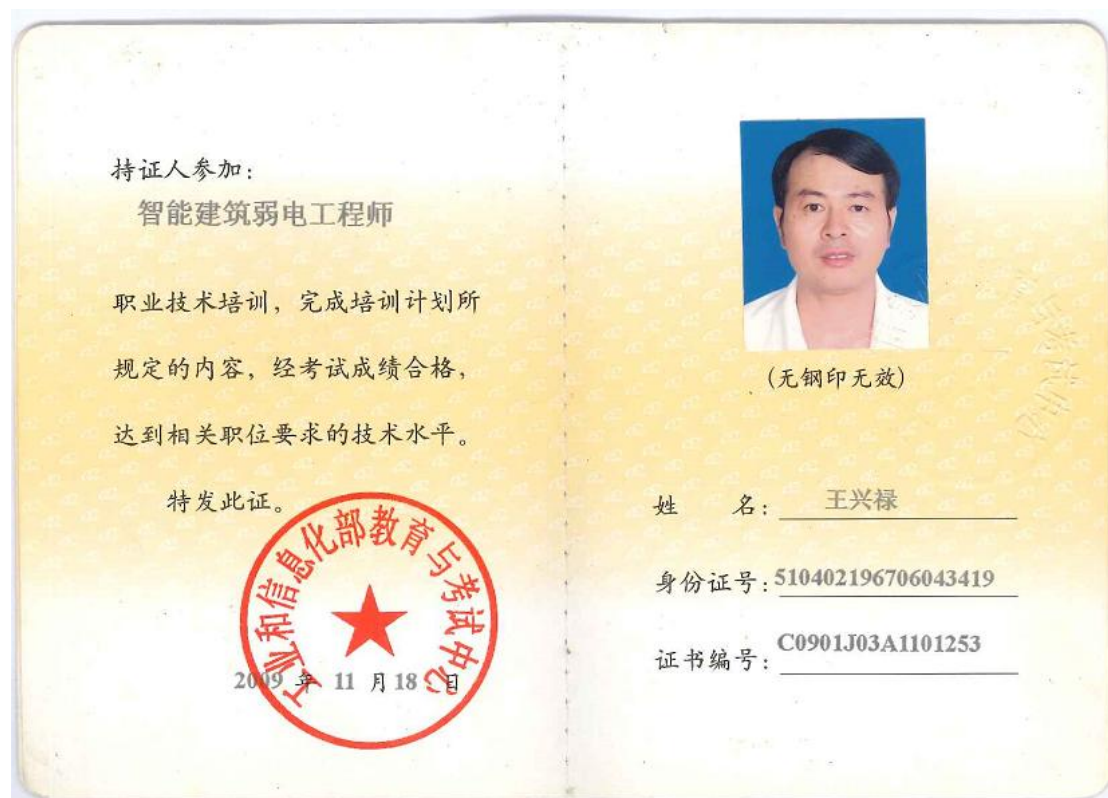 持证人参加：
智能建筑弱电工程师
职业技术培训，完成培训计划所
规定的内容，经考试成绩合格，
达到相关职位要求的技术水平。
特发此证。
工业和信息化部教育与考试中心
2009 年 11 月 18 日
(无钢印无效)
姓 名：王兴禄
身份证号：510402196706043419
证书编号：C0901J03A1101253